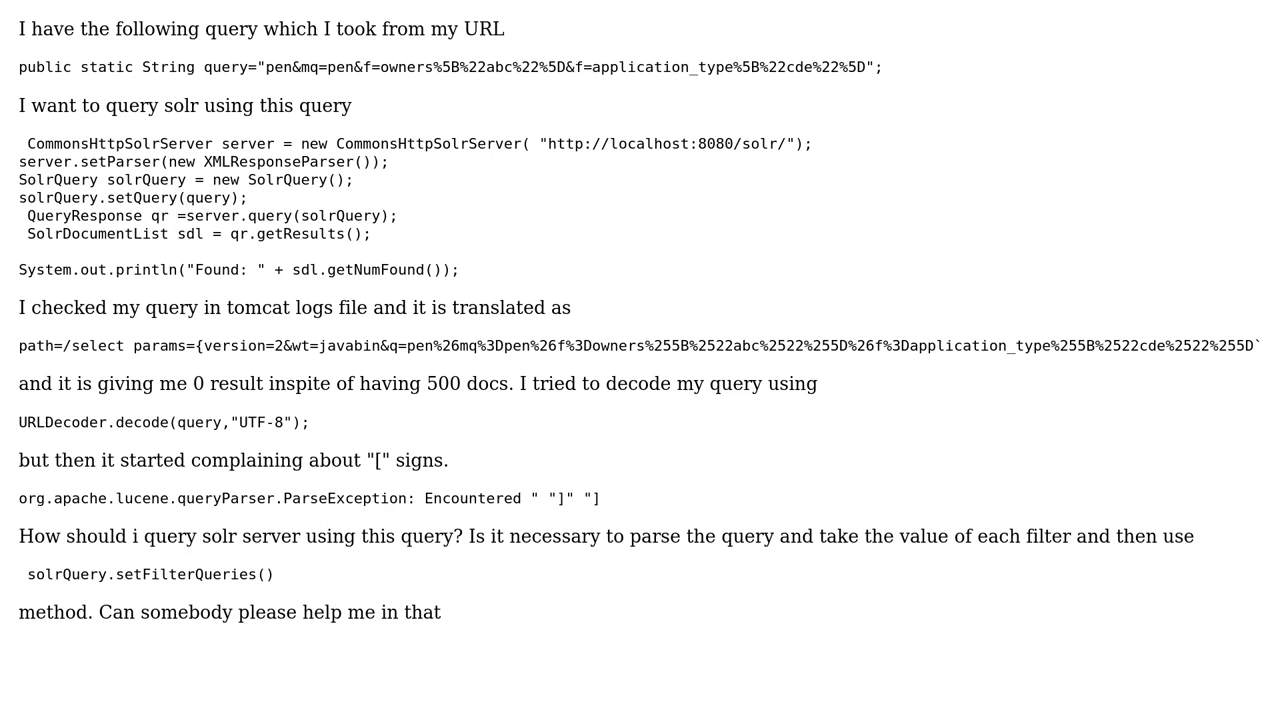 I have the following query which I took from my URL
public static String query="pen&mq=pen&f=owners%5B%22abc%22%5D&f=application_type%5B%22cde%22%5D";
I want to query solr using this query
CommonsHttpSolrServer server = new CommonsHttpSolrServer( "http://localhost:8080/solr/");
server.setParser(new XMLResponseParser());
SolrQuery solrQuery = new SolrQuery();
solrQuery.setQuery(query);
QueryResponse qr =server.query(solrQuery);
SolrDocumentList sdl = qr.getResults();
System.out.println("Found: " + sdl.getNumFound());
I checked my query in tomcat logs file and it is translated as
path=/select params={version=2&wt=javabin&q=pen%26mq%3Dpen%26f%3Downers%255B%2522abc%2522%255D%26f%3Dapplication_type%255B%2522cde%2522%255D`
and it is giving me 0 result inspite of having 500 docs. I tried to decode my query using
URLDecoder.decode(query,"UTF-8");
but then it started complaining about "[" signs.
org.apache.lucene.queryParser.ParseException: Encountered " "]" "]
How should i query solr server using this query? Is it necessary to parse the query and take the value of each filter and then use
solrQuery.setFilterQueries()
method. Can somebody please help me in that